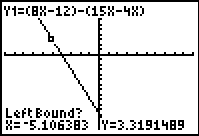 Y1=(8X-12)-(15X-4X)
Left Bound?
X=-5.106383 Y=3.3191489